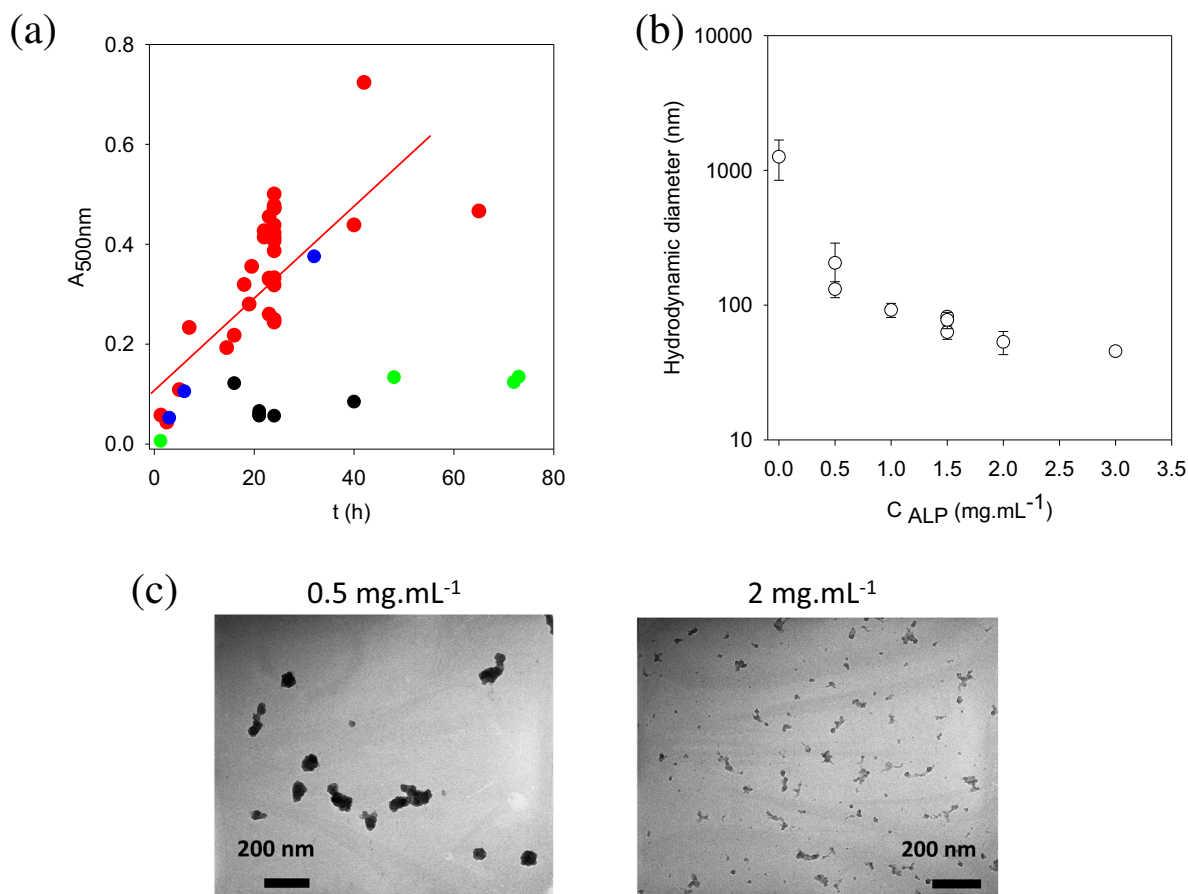 (a)
0.8
0.6
0.4
0.2
0.0
A500nm
0 20 40 60 80
t (h)
(b)
10000
1000
100
10
Hydrodynamic diameter (nm)
0.0 0.5 1.0 1.5 2.0 2.5 3.0 3.5
C ALP (mg.mL-1)
(c)
0.5 mg.mL-1
2 mg.mL-1
200 nm
200 nm